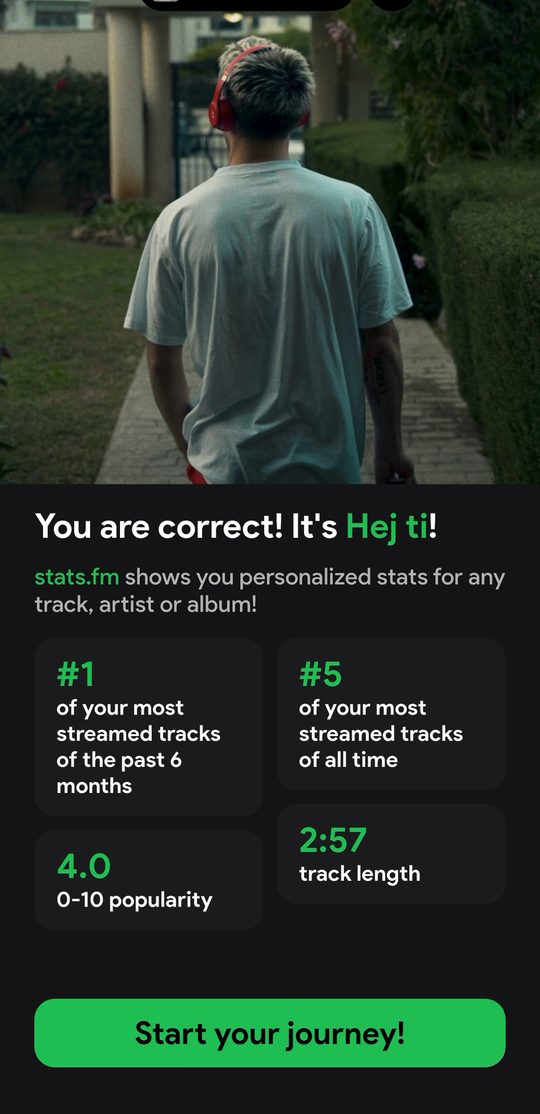 You are correct! It's Hej ti!
stats.fm shows you personalized stats for any
track, artist or album!
#1
of your most
streamed tracks
of the past 6
months
#5
of your most
streamed tracks
of all time
4.0
0-10 popularity
2:57
track length
Start your journey!